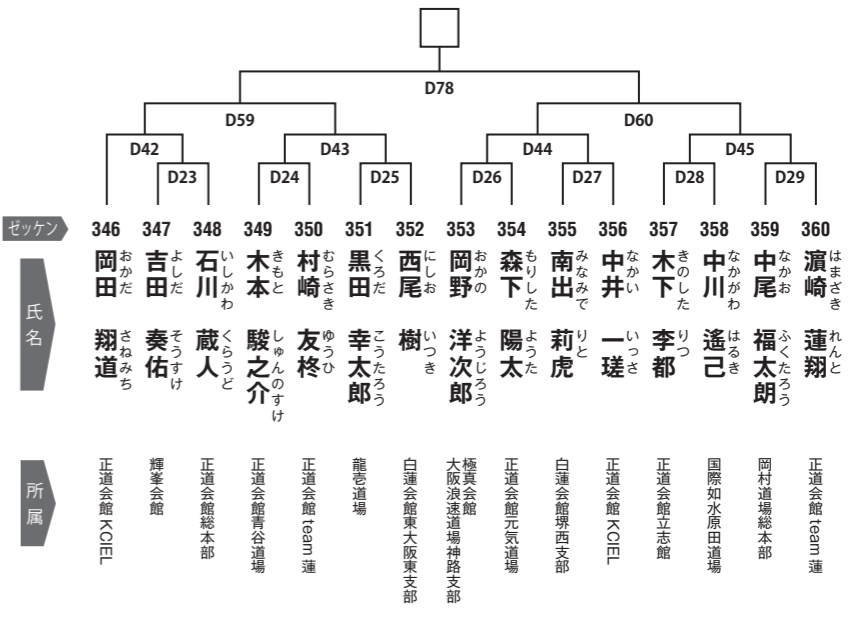 D78
D59
D60
D42
D43
D44
D45
D23
D24
D25
D26
D27
D28
D29
ゼッケン
346
347
348
349
350
351
352
353
354
355
356
357
358
359
360
氏名
岡田 翔道
おかだ さねみち
吉田 奏佑
よしだ そうすけ
石川 蔵人
いしかわ くらうど
木本 駿之介
きもと しゅんのすけ
村崎 友柊
むらさき ゆうひ
黒田 幸太郎
くろだ こうたろう
西尾 樹
にしお いつき
岡野 洋次郎
おかの ようじろう
森下 陽太
もりした ようた
南出 莉虎
みなみで りと
中井 一瑳
なかい いっさ
木下 李都
きのした りつ
中川 遙己
なかがわ はるき
中尾 福太朗
なかお ふくたろう
濵崎 蓮翔
はまざき れんと
所属
正道会館 KCIEL
輝峯会館
正道会館総本部
正道会館青谷道場
正道会館 team 蓮
龍壱道場
白蓮会館東大阪東支部
極真会館
大阪浪速道場神路支部
正道会館元気道場
白蓮会館堺西支部
正道会館 KCIEL
正道会館立志館
国際如水原田道場
岡村道場総本部
正道会館 team 蓮